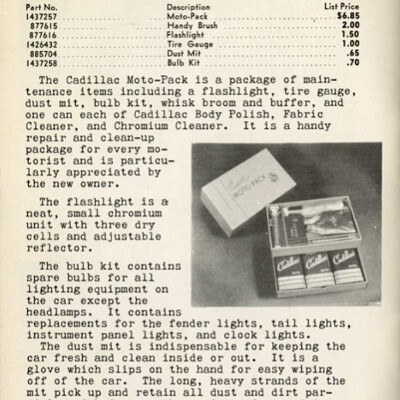 Part No. Description List Price
1437257 Moto-Pack $6.85
877615 Handy Brush 2.00
877616 Flashlight 1.50
1426432 Tire Gauge 1.00
885704 Dust Mit .65
1437258 Bulb Kit .70
The Cadillac Moto-Pack is a package of main-
tenance items including a flashlight, tire gauge,
dust mit, bulb kit, whisk broom and buffer, and
one can each of Cadillac Body Polish, Fabric
Cleaner, and Chromium Cleaner. It is a handy
repair and clean-up
package for every mo-
torist and is particu-
larly appreciated by
the new owner.
The flashlight is a
neat, small chromium
unit with three dry
cells and adjustable
reflector.
The bulb kit contains
spare bulbs for all
lighting equipment on
the car except the
headlamps. It contains
replacements for the fender lights, tail lights,
instrument panel lights, and clock lights.
The dust mit is indispensable for keeping the
car fresh and clean inside or out. It is a
glove which slips on the hand for easy wiping
off of the car. The long, heavy strands of the
mit pick up and retain all dust and dirt par-
Cadillac
MOTO PACK
Cadillac Cadillac Cadillac